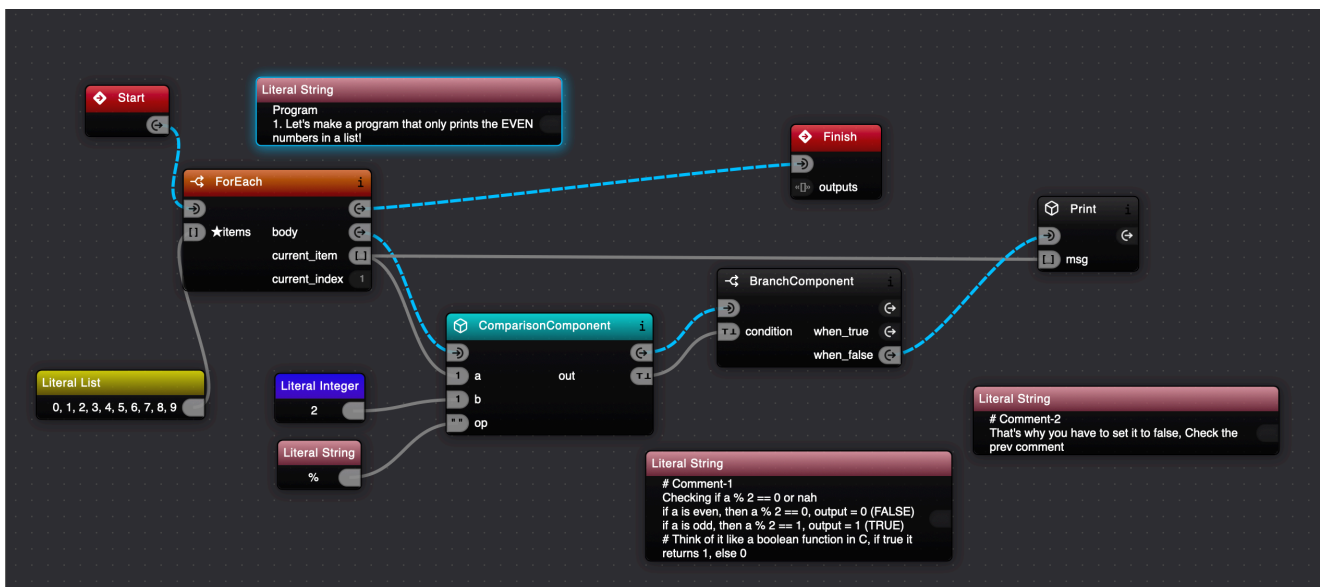 Start
Literal String
Program
1. Let's make a program that only prints the EVEN
numbers in a list!
Finish
outputs
ForEach
i
★items
body
current_item
current_index
1
Print
i
msg
BranchComponent
i
condition
when_true
when_false
ComparisonComponent
i
1 a
out
1 b
" " op
Literal List
0, 1, 2, 3, 4, 5, 6, 7, 8, 9
Literal Integer
2
Literal String
%
Literal String
# Comment-1
Checking if a % 2 == 0 or nah
if a is even, then a % 2 == 0, output = 0 (FALSE)
if a is odd, then a % 2 == 1, output = 1 (TRUE)
# Think of it like a boolean function in C, if true it
returns 1, else 0
Literal String
# Comment-2
That's why you have to set it to false, Check the
prev comment